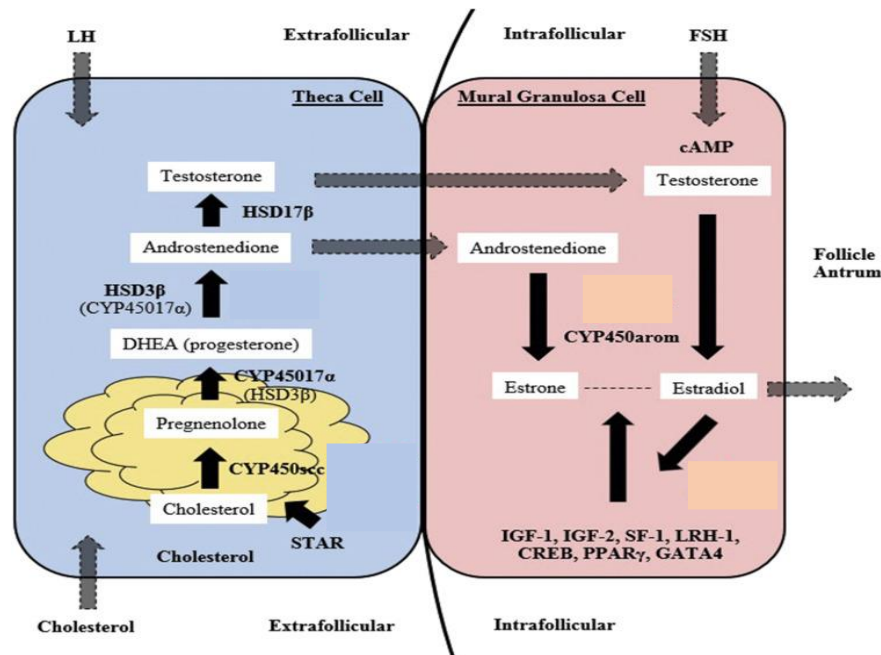 LH
Extrafollicular
Intrafollicular
FSH
Theca Cell
Mural Granulosa Cell
cAMP
Testosterone
Testosterone
HSD17β
Androstenedione
Androstenedione
Follicle
Antrum
HSD3β
(CYP45017α)
CYP450arom
DHEA (progesterone)
CYP45017α
(HSD3β)
Estrone
Estradiol
Pregnenolone
CYP450scc
Cholesterol
STAR
IGF-1, IGF-2, SF-1, LRH-1,
CREB, PPARγ, GATA4
Cholesterol
Cholesterol
Extrafollicular
Intrafollicular